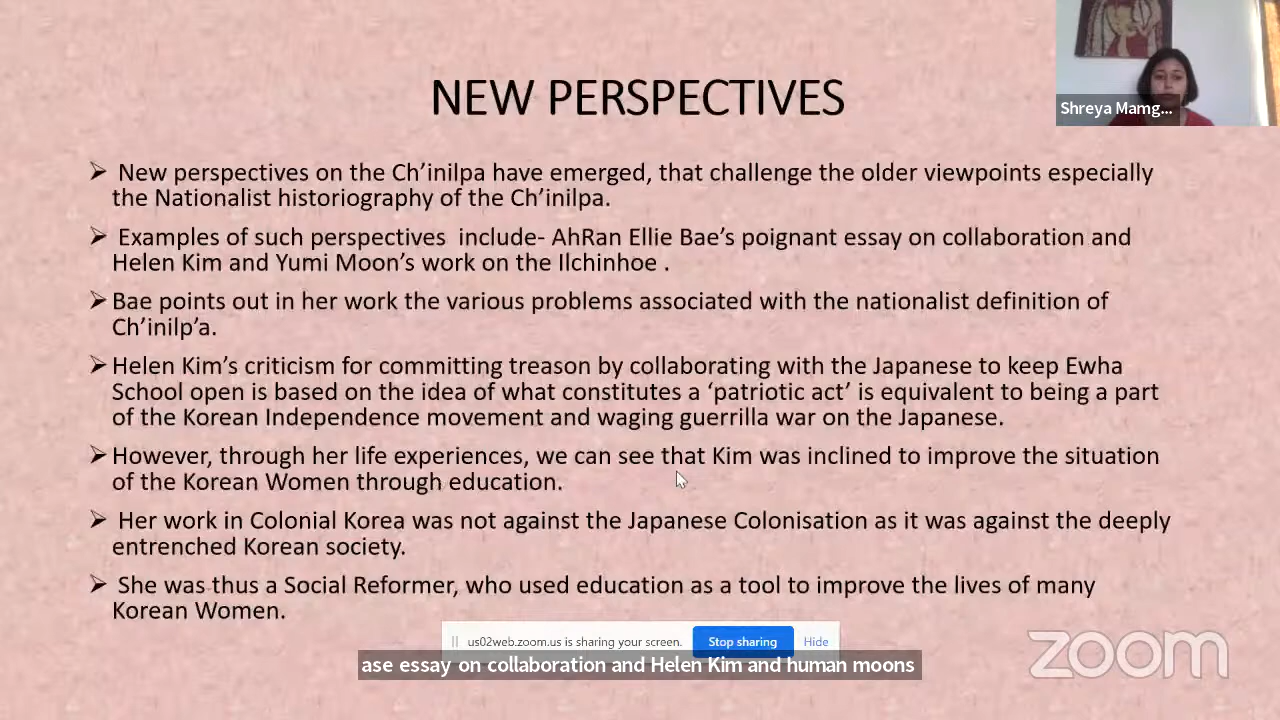 NEW PERSPECTIVES
Shreya Mamg...
➢ New perspectives on the Ch’inilpa have emerged, that challenge the older viewpoints especially
the Nationalist historiography of the Ch’inilpa.
➢ Examples of such perspectives include- AhRan Ellie Bae’s poignant essay on collaboration and
Helen Kim and Yumi Moon’s work on the Ilchinhoe .
➢ Bae points out in her work the various problems associated with the nationalist definition of
Ch’inilp’a.
➢ Helen Kim’s criticism for committing treason by collaborating with the Japanese to keep Ewha
School open is based on the idea of what constitutes a ‘patriotic act’ is equivalent to being a part
of the Korean Independence movement and waging guerrilla war on the Japanese.
➢ However, through her life experiences, we can see that Kim was inclined to improve the situation
of the Korean Women through education.
➢ Her work in Colonial Korea was not against the Japanese Colonisation as it was against the deeply
entrenched Korean society.
➢ She was thus a Social Reformer, who used education as a tool to improve the lives of many
Korean Women.
us02web.zoom.us is sharing your screen. Stop sharing Hide
ase essay on collaboration and Helen Kim and human moons
zoom